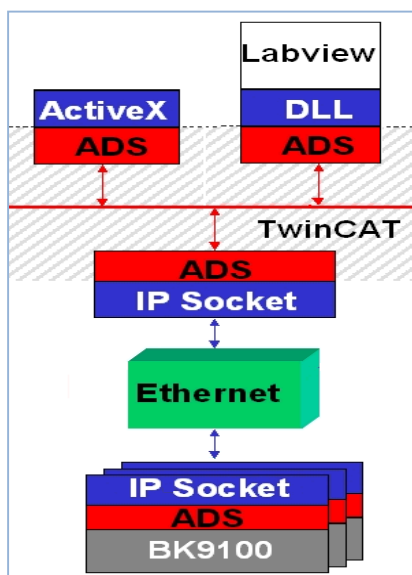 Labview
ActiveX
DLL
ADS
ADS
TwinCAT
ADS
IP Socket
Ethernet
IP Socket
ADS
BK9100